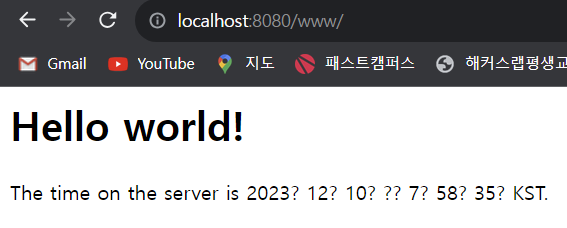 localhost:8080/www/
Gmail YouTube 지도 패스트캠퍼스 해커스랩평생교
Hello world!
The time on the server is 2023? 12? 10? ?? 7? 58? 35? KST.